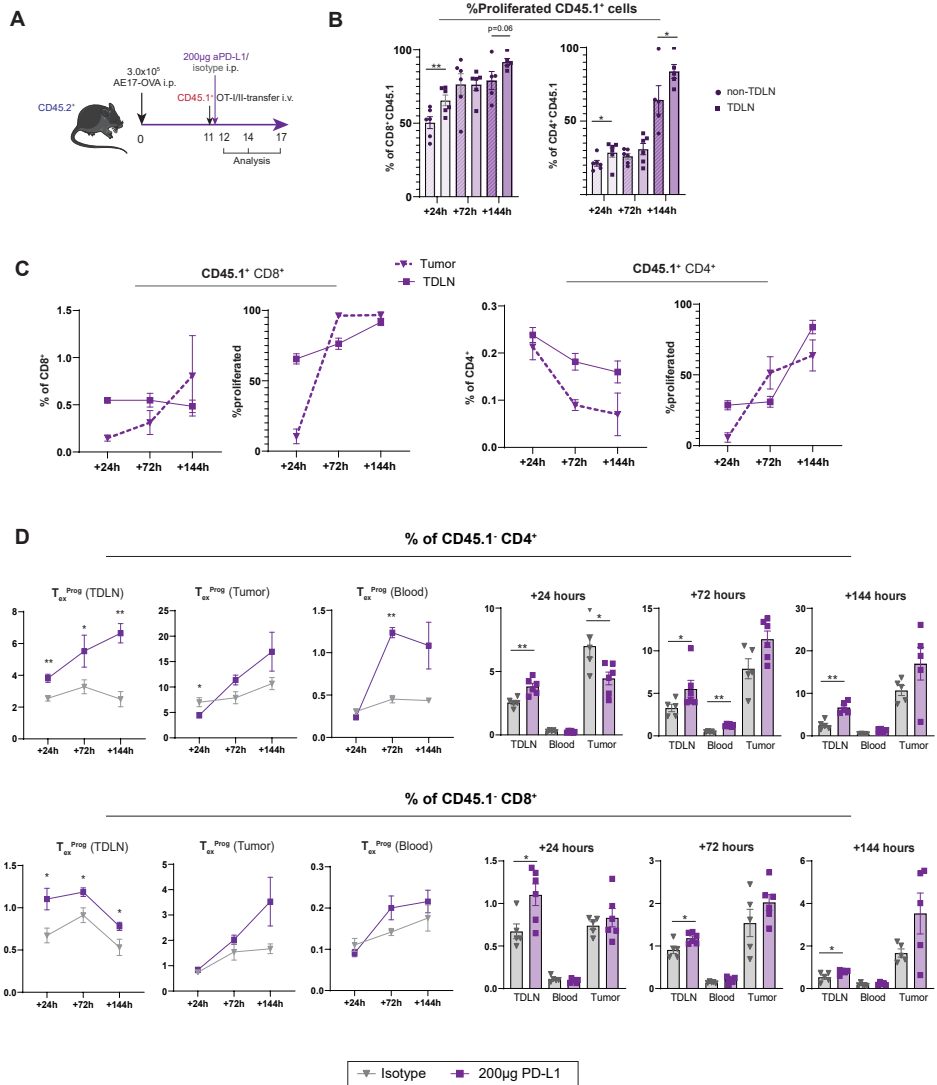 A
200µg aPD-L1/
isotype i.p.
3.0x10⁵
AE17-OVA i.p.
CD45.1⁺ OT-I/II-transfer i.v.
CD45.2⁺
0
11 12 14 17
Analysis
B
%Proliferated CD45.1⁺ cells
p=0.06
**
% of CD8⁺ CD45.1
100
50
0
+24h +72h +144h
*
*
% of CD4⁺ CD45.1
100
50
0
+24h +72h +144h
non-TDLN
TDLN
C
CD45.1⁺ CD8⁺
Tumor
TDLN
CD45.1⁺ CD4⁺
% of CD8⁺
1.5
1.0
0.5
0.0
+24h +72h +144h
%proliferated
100
50
0
+24h +72h +144h
% of CD4⁺
0.3
0.2
0.1
0.0
+24h +72h +144h
%proliferated
100
50
0
+24h +72h +144h
D
% of CD45.1⁻ CD4⁺
Tex Prog (TDLN)
8
6
4
2
0
** * **
+24h +72h +144h
Tex Prog (Tumor)
25
20
15
10
5
0
*
+24h +72h +144h
Tex Prog (Blood)
1.5
1.0
0.5
0.0
**
+24h +72h +144h
+24 hours
10
5
0
** *
TDLN Blood Tumor
+72 hours
15
10
5
0
* **
TDLN Blood Tumor
+144 hours
30
20
10
0
**
TDLN Blood Tumor
% of CD45.1⁻ CD8⁺
Tex Prog (TDLN)
1.5
1.0
0.5
0.0
* * *
+24h +72h +144h
Tex Prog (Tumor)
5
4
3
2
1
0
+24h +72h +144h
Tex Prog (Blood)
0.3
0.2
0.1
0.0
+24h +72h +144h
+24 hours
1.5
1.0
0.5
0.0
*
TDLN Blood Tumor
+72 hours
3
2
1
0
*
TDLN Blood Tumor
+144 hours
6
4
2
0
*
TDLN Blood Tumor
Isotype 200µg PD-L1